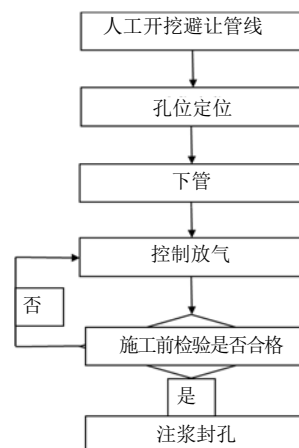 人工开挖避让管线
孔位定位
下管
控制放气
否
施工前检验是否合格
是
注浆封孔